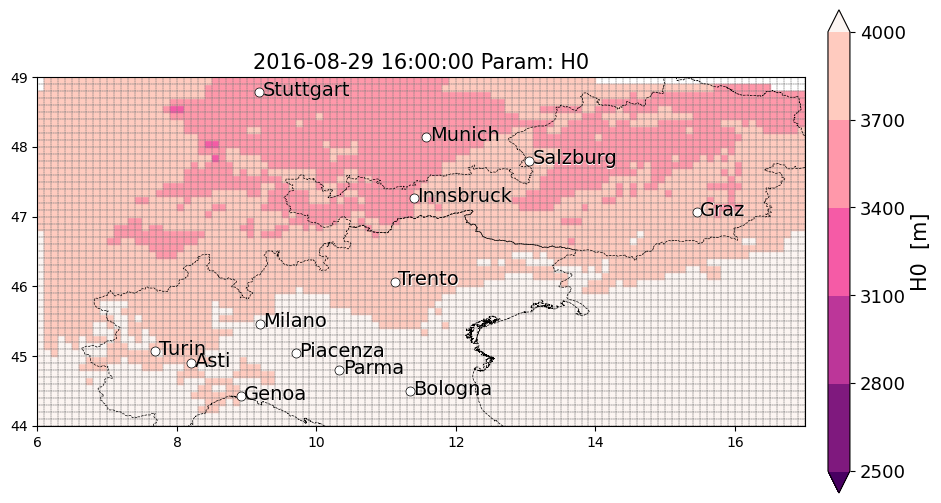 2016-08-29 16:00:00 Param: H0
49
48
47
46
45
44
6 8 10 12 14 16
Stuttgart
Munich
Salzburg
Innsbruck
Graz
Trento
Milano
Turin
Piacenza
Asti
Parma
Bologna
Genoa
4000
3700
3400
3100
2800
2500
H0 [m]